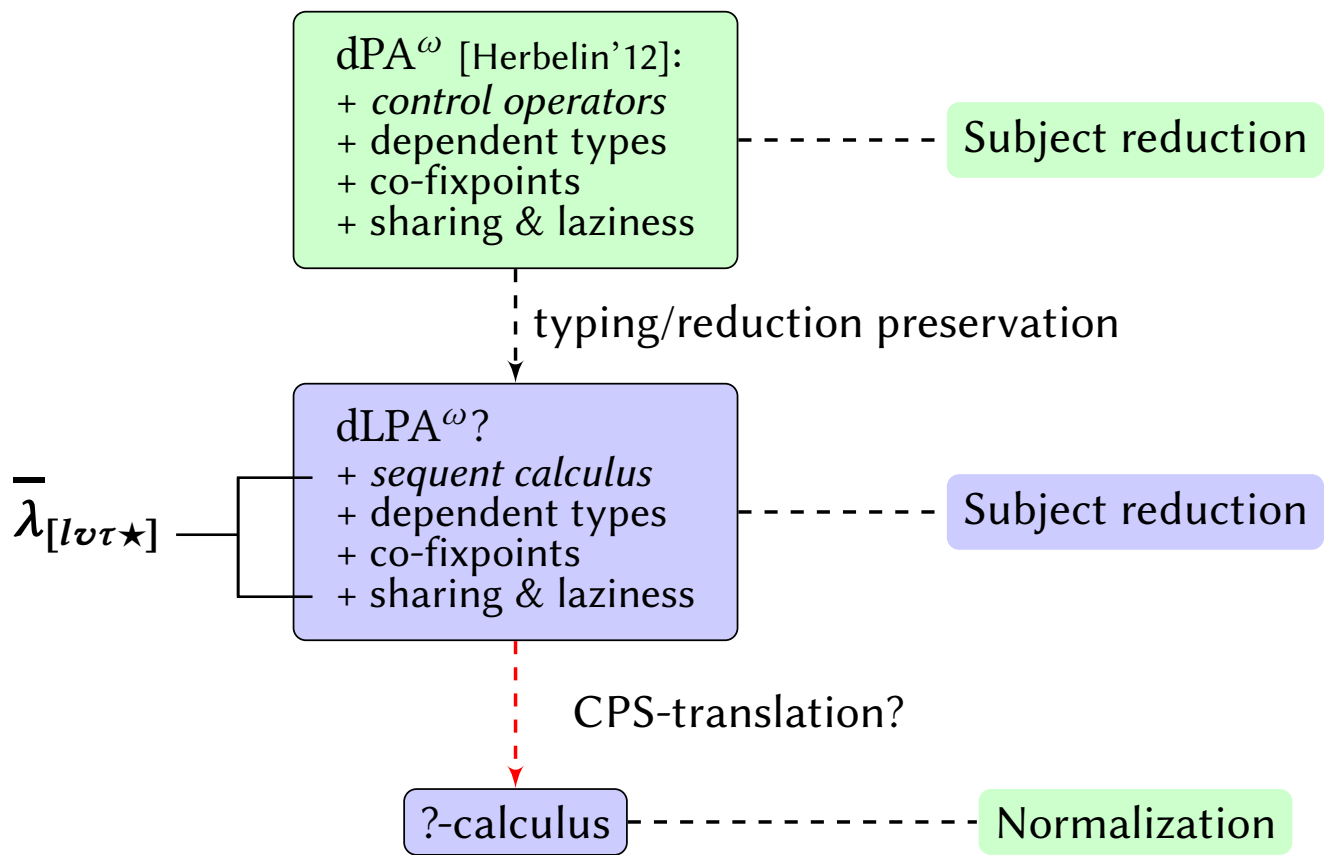 dPA^ω [Herbelin'12]:
+ control operators
+ dependent types
+ co-fixpoints
+ sharing & laziness
Subject reduction
typing/reduction preservation
dLPA^ω?
+ sequent calculus
+ dependent types
+ co-fixpoints
+ sharing & laziness
λ̅[lvτ★]
Subject reduction
CPS-translation?
?-calculus
Normalization